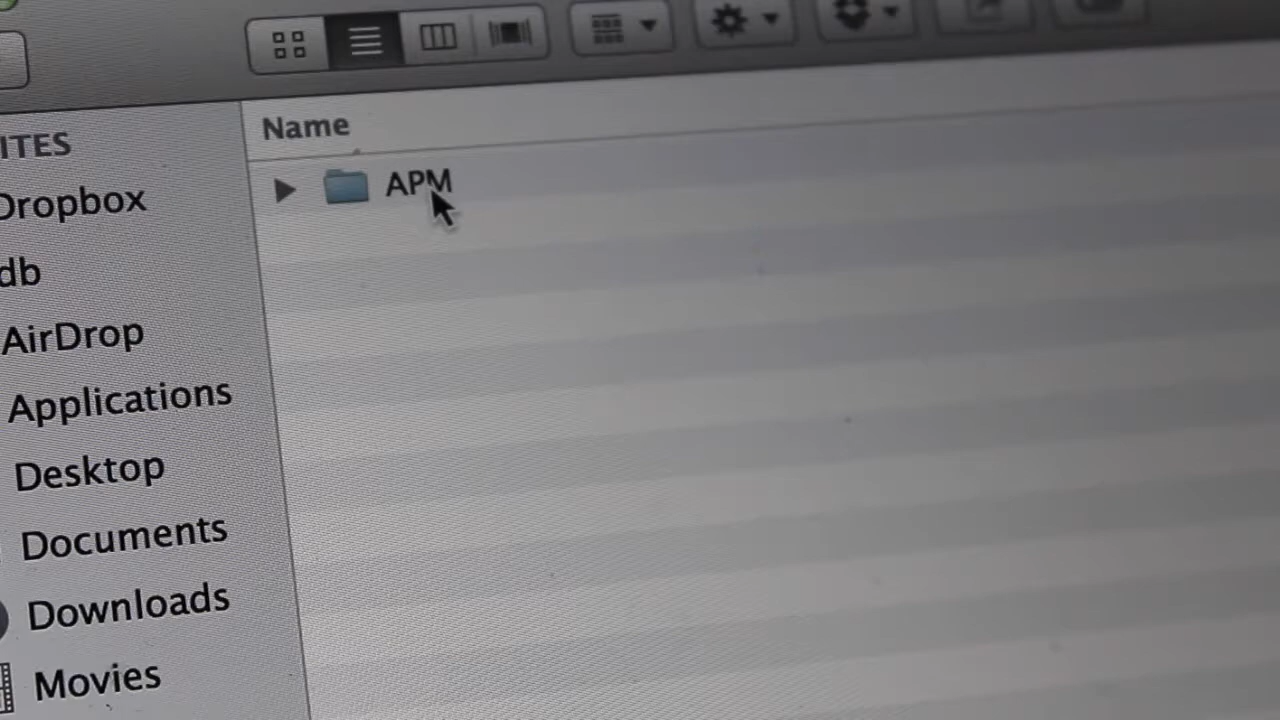 Name
ITES
APM
Dropbox
db
AirDrop
Applications
Desktop
Documents
Downloads
Movies